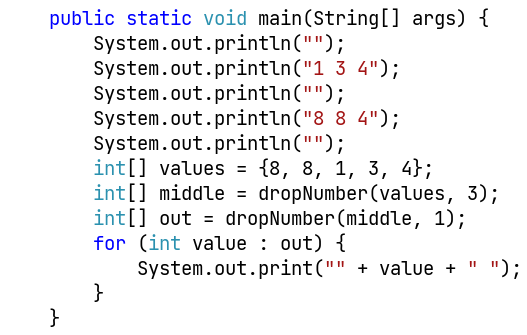 public static void main(String[] args) {
    System.out.println("");
    System.out.println("1 3 4");
    System.out.println("");
    System.out.println("8 8 4");
    System.out.println("");
    int[] values = {8, 8, 1, 3, 4};
    int[] middle = dropNumber(values, 3);
    int[] out = dropNumber(middle, 1);
    for (int value : out) {
        System.out.print("" + value + " ");
    }
}